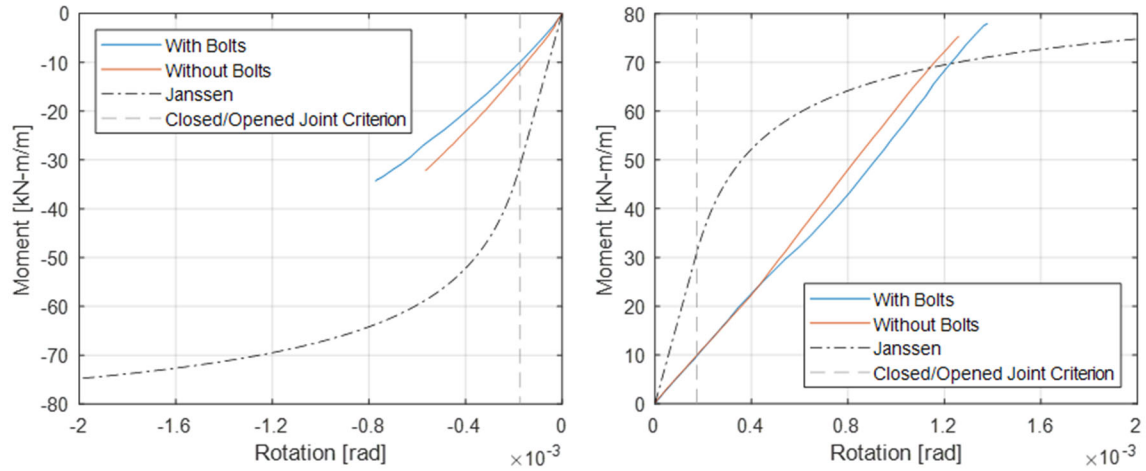 0
-10
-20
-30
-40
-50
-60
-70
-80
Moment [kN-m/m]
With Bolts
Without Bolts
Janssen
Closed/Opened Joint Criterion
-2
-1.6
-1.2
-0.8
-0.4
0
Rotation [rad]
×10⁻³
80
70
60
50
40
30
20
10
0
Moment [kN-m/m]
With Bolts
Without Bolts
Janssen
Closed/Opened Joint Criterion
0
0.4
0.8
1.2
1.6
2
Rotation [rad]
×10⁻³